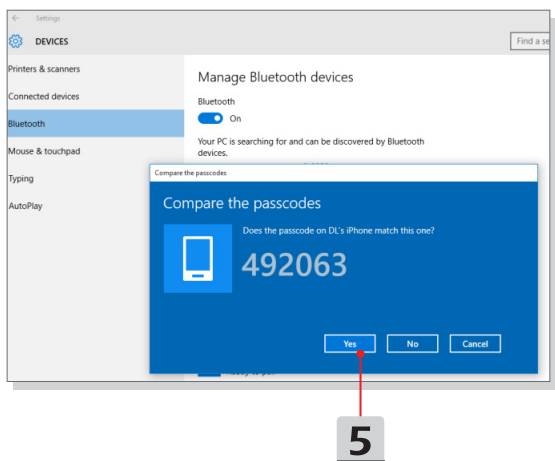 Settings
DEVICES
Find a se
Printers & scanners
Connected devices
Bluetooth
Mouse & touchpad
Typing
AutoPlay
Manage Bluetooth devices
Bluetooth
On
Your PC is searching for and can be discovered by Bluetooth
devices.
Compare the passcodes
Compare the passcodes
Does the passcode on DL's iPhone match this one?
492063
Yes No Cancel
5